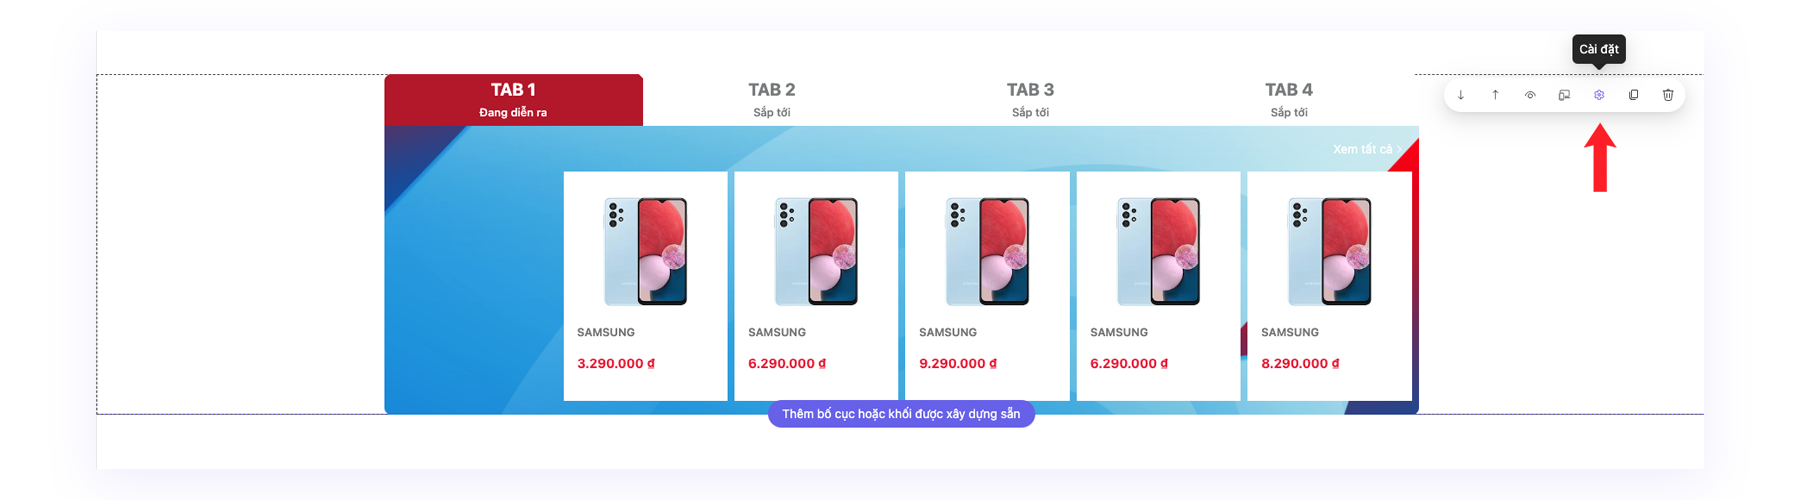 Cài đặt
TAB 1
Đang diễn ra
TAB 2
Sắp tới
TAB 3
Sắp tới
TAB 4
Sắp tới
Xem tất cả
SAMSUNG
3.290.000 ₫
SAMSUNG
6.290.000 ₫
SAMSUNG
9.290.000 ₫
SAMSUNG
6.290.000 ₫
SAMSUNG
8.290.000 ₫
Thêm bố cục hoặc khối được xây dựng sẵn